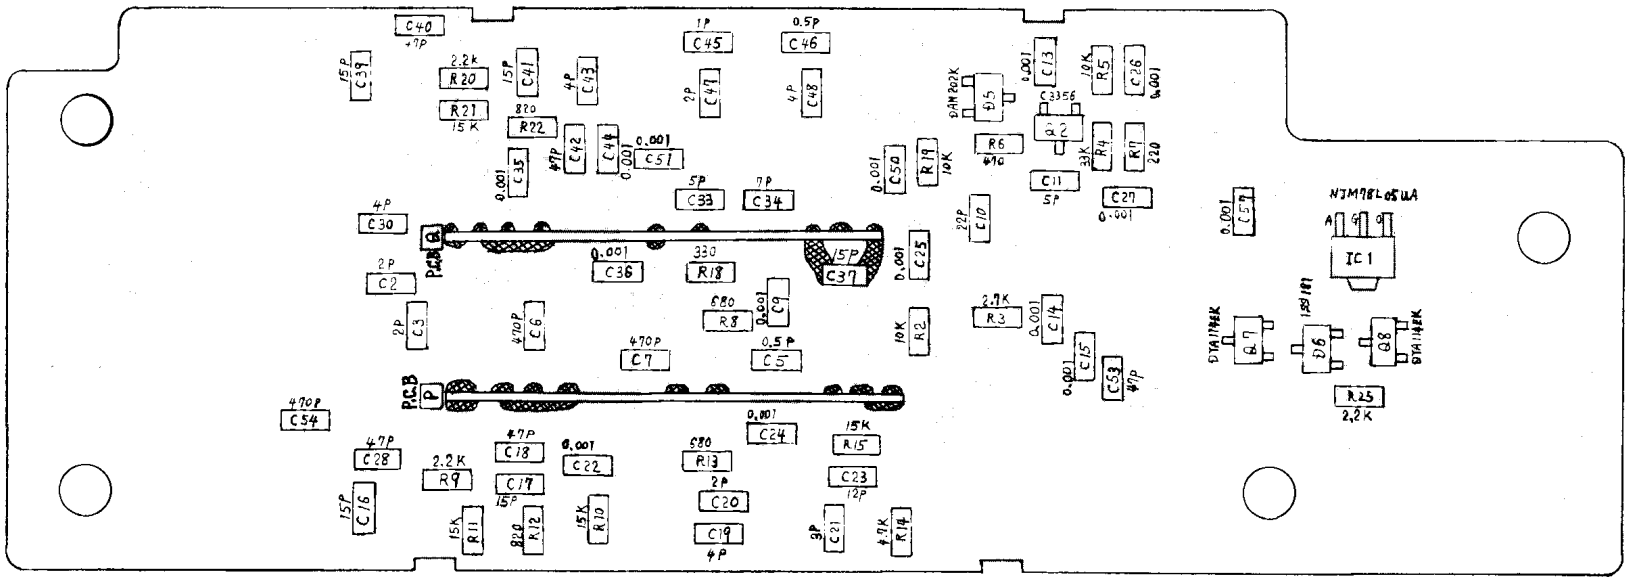 C40
47P
15P
C39
2.2K
R20
R21
15K
15P
C41
4P
C43
820
R22
0.001
C35
47P
C42
C44
0.001
0.001
C51
1P
C45
0.5P
C46
2P
C47
4P
C48
5P
C33
7P
C34
0.001
C50
R19
10K
DAN202K
D5
0.001
C13
10K
R5
C26
0.001
C3356
Q2
R6
470
33K
R4
R7
220
C11
5P
C27
0.001
22P
C10
0.001
C57
NJM78L05UA
A G O
IC1
4P
C30
Q
P.C.B
2P
C2
2P
C3
0.001
C36
330
R18
15P
C37
0.001
C25
470P
C6
680
R8
0.001
C9
470P
C7
0.5P
C5
10K
R2
2.7K
R3
0.001
C14
0.001
C15
C53
47P
DTA114EK
Q7
D6
Q8
DTA114EK
R25
2.2K
P.C.B
P
470P
C54
47P
C28
15P
C16
2.2K
R9
47P
C18
C17
15P
0.001
C22
15K
R11
820
R12
15K
R10
680
R13
2P
C20
C19
4P
0.001
C24
15K
R15
C23
12P
3P
C21
4.7K
R14